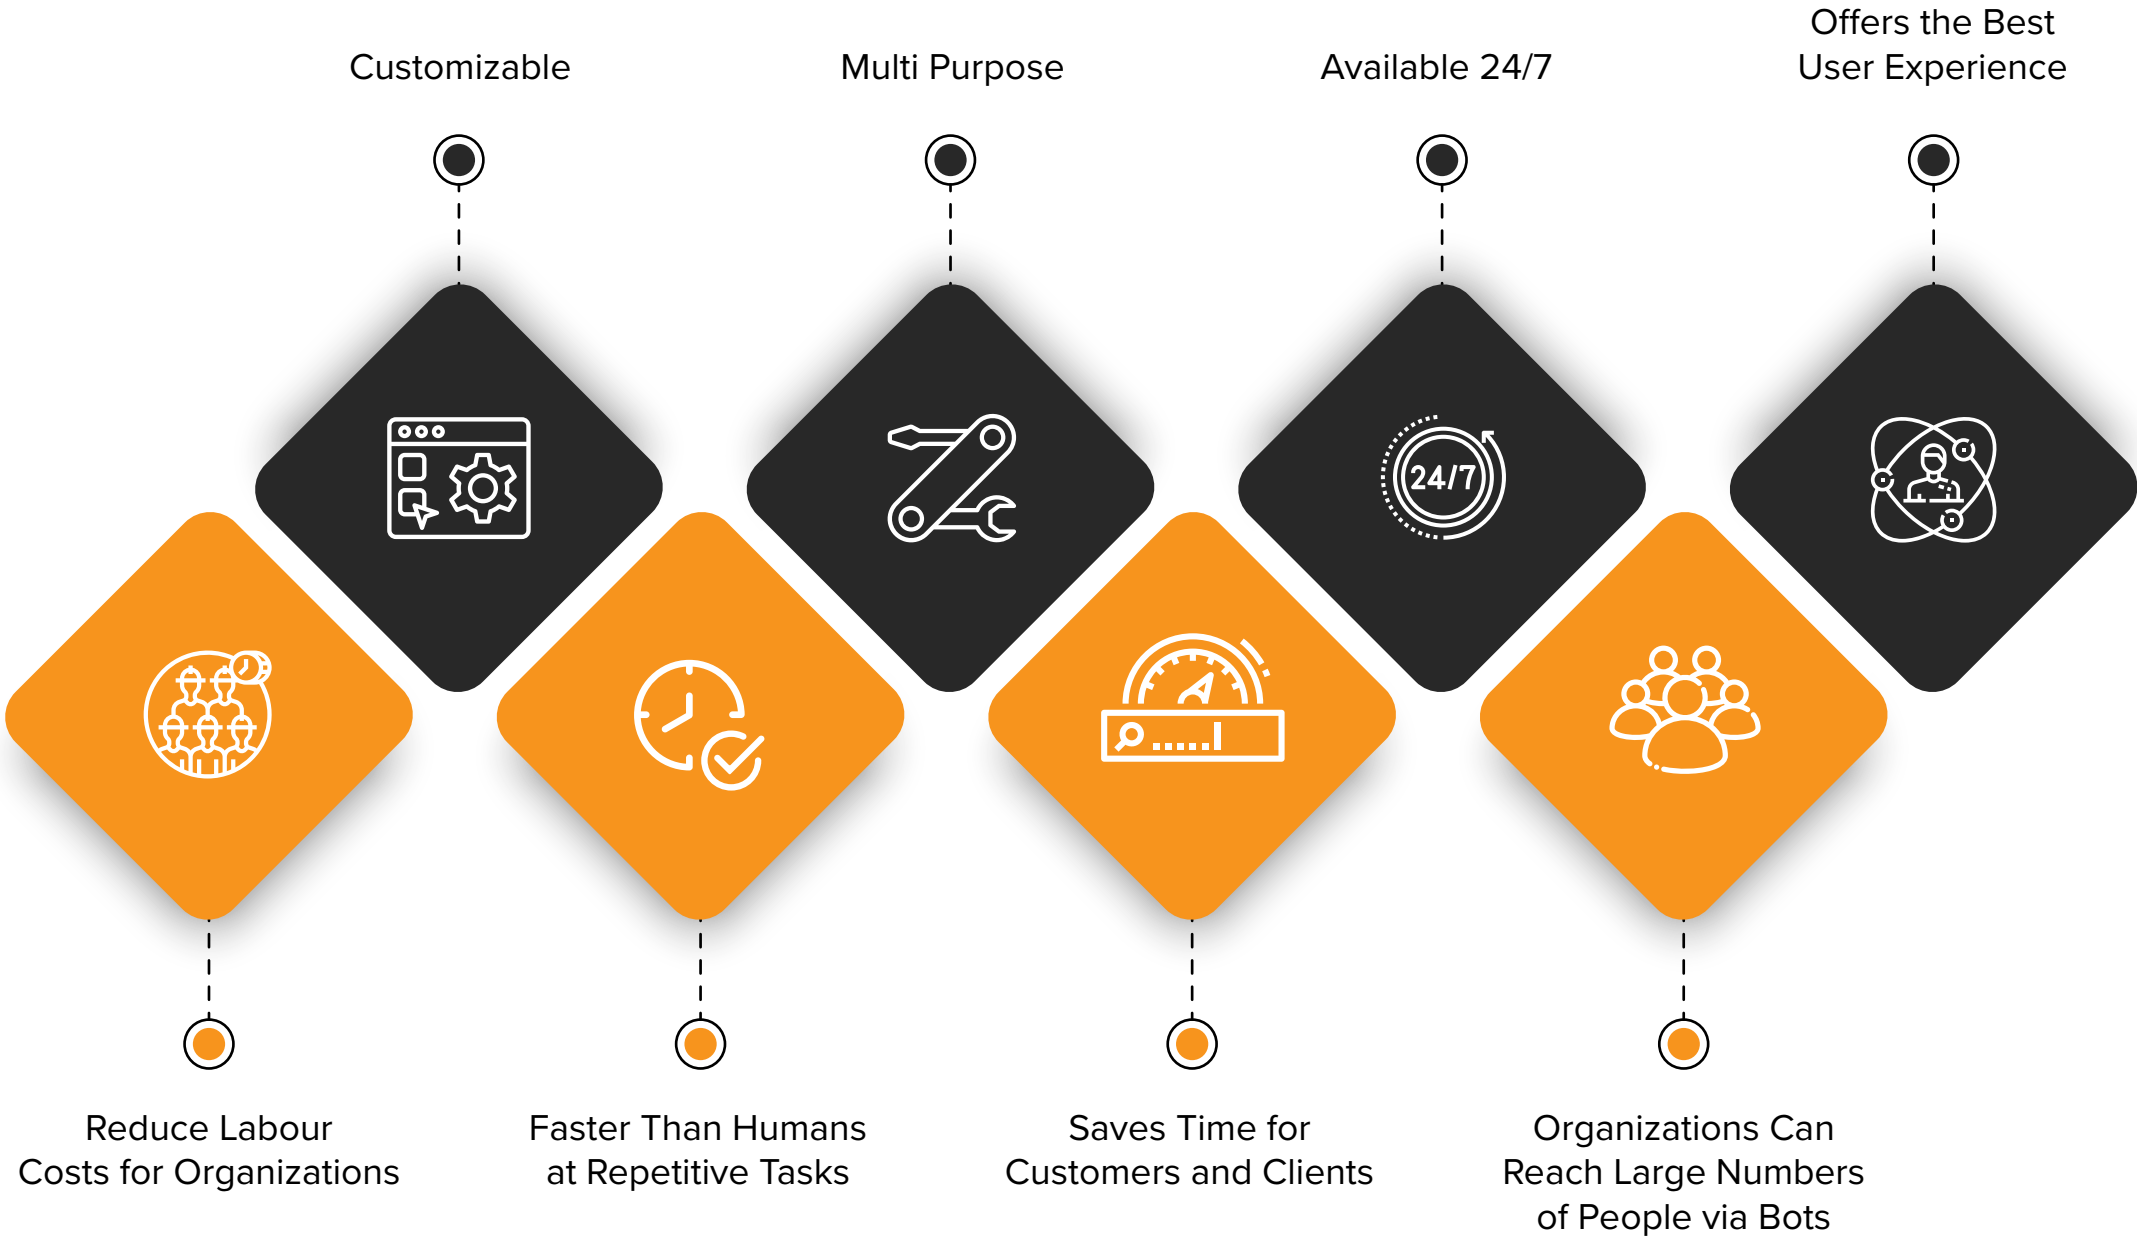 Offers the Best
User Experience
Customizable
Multi Purpose
Available 24/7
24/7
Reduce Labour
Costs for Organizations
Faster Than Humans
at Repetitive Tasks
Saves Time for
Customers and Clients
Organizations Can
Reach Large Numbers
of People via Bots